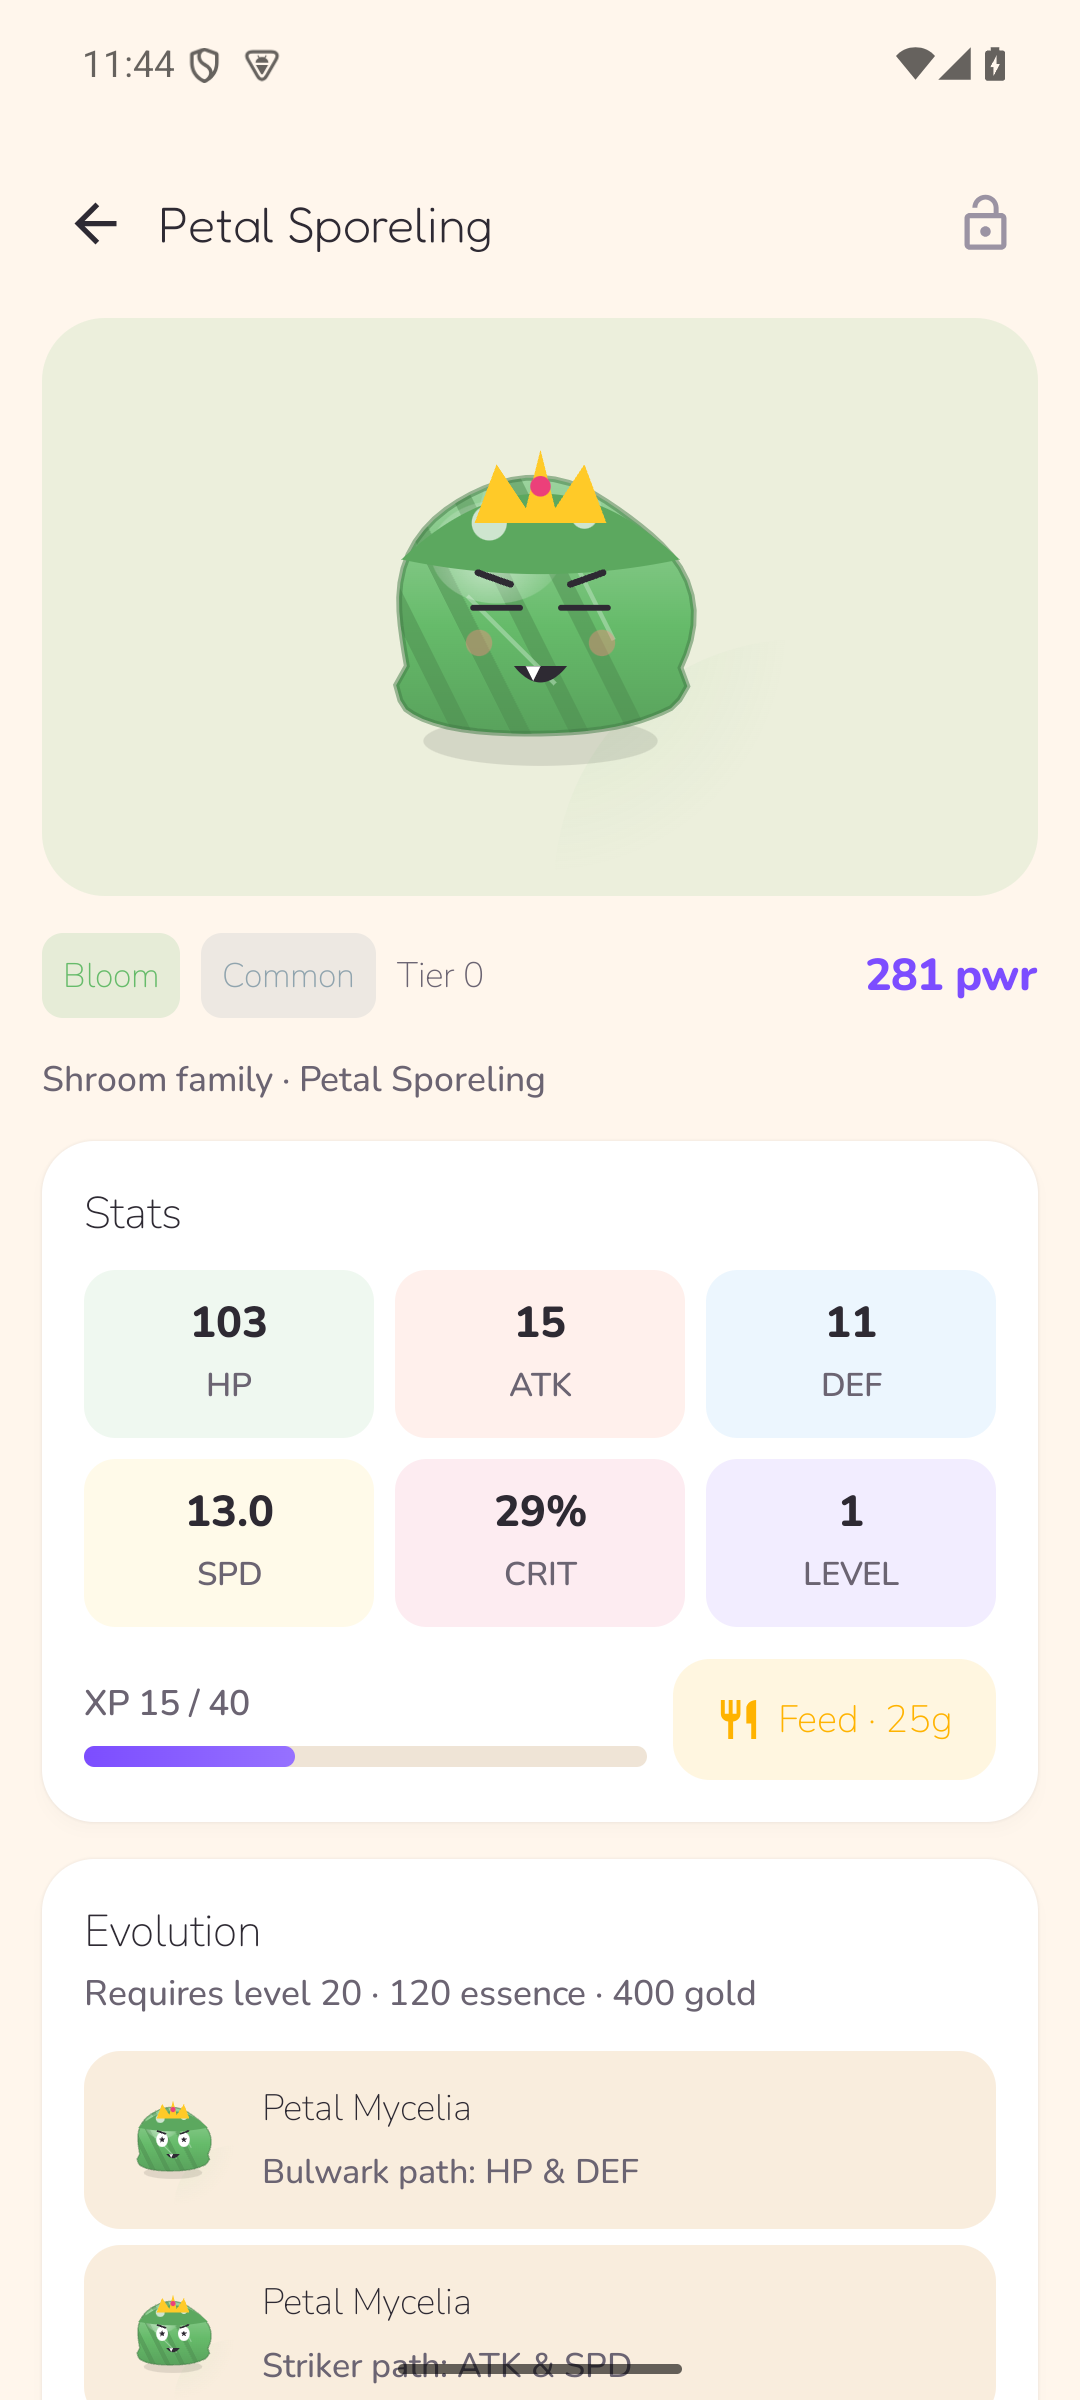 11:44
Petal Sporeling
Bloom
Common
Tier 0
281 pwr
Shroom family · Petal Sporeling
Stats
103
HP
15
ATK
11
DEF
13.0
SPD
29%
CRIT
1
LEVEL
XP 15 / 40
Feed · 25g
Evolution
Requires level 20 · 120 essence · 400 gold
Petal Mycelia
Bulwark path: HP & DEF
Petal Mycelia
Striker path: ATK & SPD